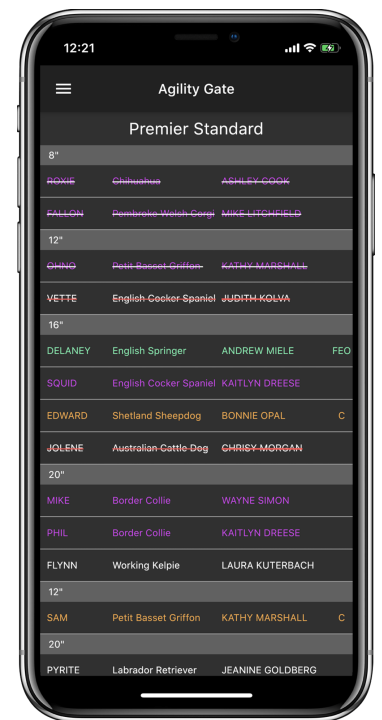 12:21
Agility Gate
Premier Standard
8"
ROXIE Chihuahua ASHLEY COOK
FALLON Pembroke Welsh Corgi MIKE LITCHFIELD
12"
OHNO Petit Basset Griffon KATHY MARSHALL
VETTE English Cocker Spaniel JUDITH KOLVA
16"
DELANEY English Springer ANDREW MIELE FEO
SQUID English Cocker Spaniel KAITLYN DREESE
EDWARD Shetland Sheepdog BONNIE OPAL C
JOLENE Australian Cattle Dog CHRISY MORGAN
20"
MIKE Border Collie WAYNE SIMON
PHIL Border Collie KAITLYN DREESE
FLYNN Working Kelpie LAURA KUTERBACH
12"
SAM Petit Basset Griffon KATHY MARSHALL C
20"
PYRITE Labrador Retriever JEANINE GOLDBERG